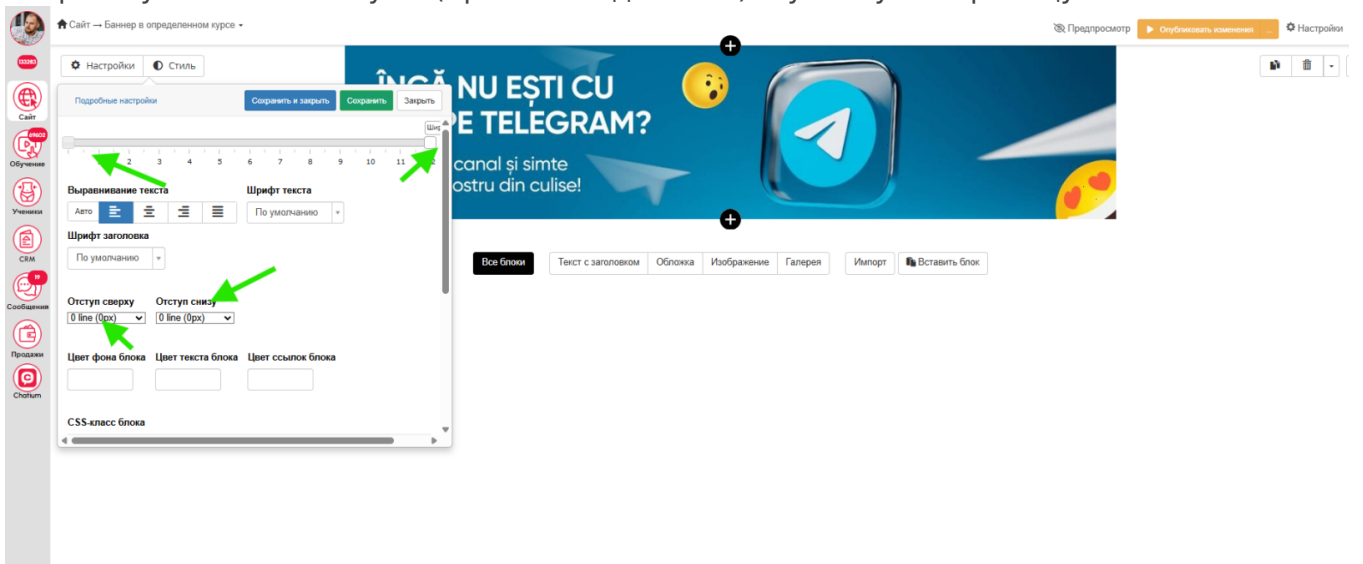 Сайт → Баннер в определенном курсе
Предпросмотр
Опубликовать изменения
...
Настройки
133283
Настройки
Стиль
Сайт
69602
Обучение
Ученики
CRM
Сообщения
Продажи
Chatium
Подробные настройки
Сохранить и закрыть
Сохранить
Закрыть
2 3 4 5 6 7 8 9 10 11
Выравнивание текста
Шрифт текста
Авто
По умолчанию
Шрифт заголовка
По умолчанию
Отступ сверху
Отступ снизу
0 line (0px)
0 line (0px)
Цвет фона блока
Цвет текста блока
Цвет ссылок блока
CSS-класс блока
ÎNCĂ NU EȘTI CU
PE TELEGRAM?
canal și simte
ostru din culise!
Все блоки
Текст с заголовком
Обложка
Изображение
Галерея
Импорт
Вставить блок